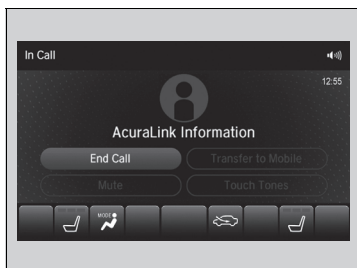 In Call
12:55
AcuraLink Information
End Call
Transfer to Mobile
Mute
Touch Tones
MODE